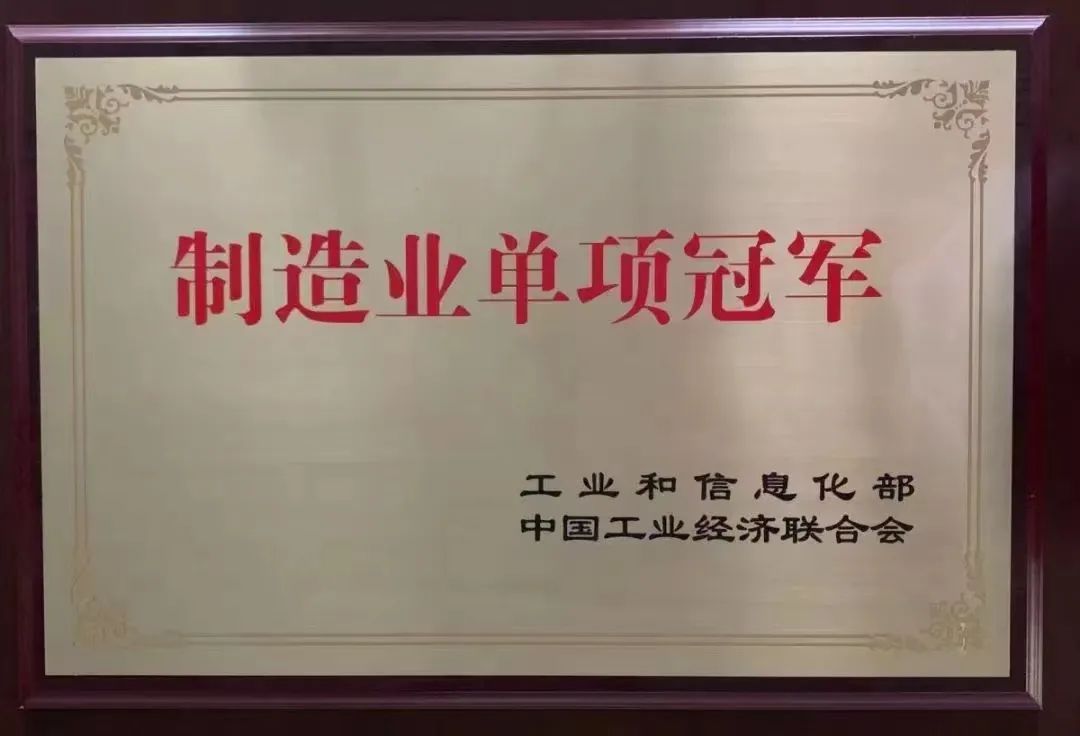 制造业单项冠军
工业和信息化部
中国工业经济联合会